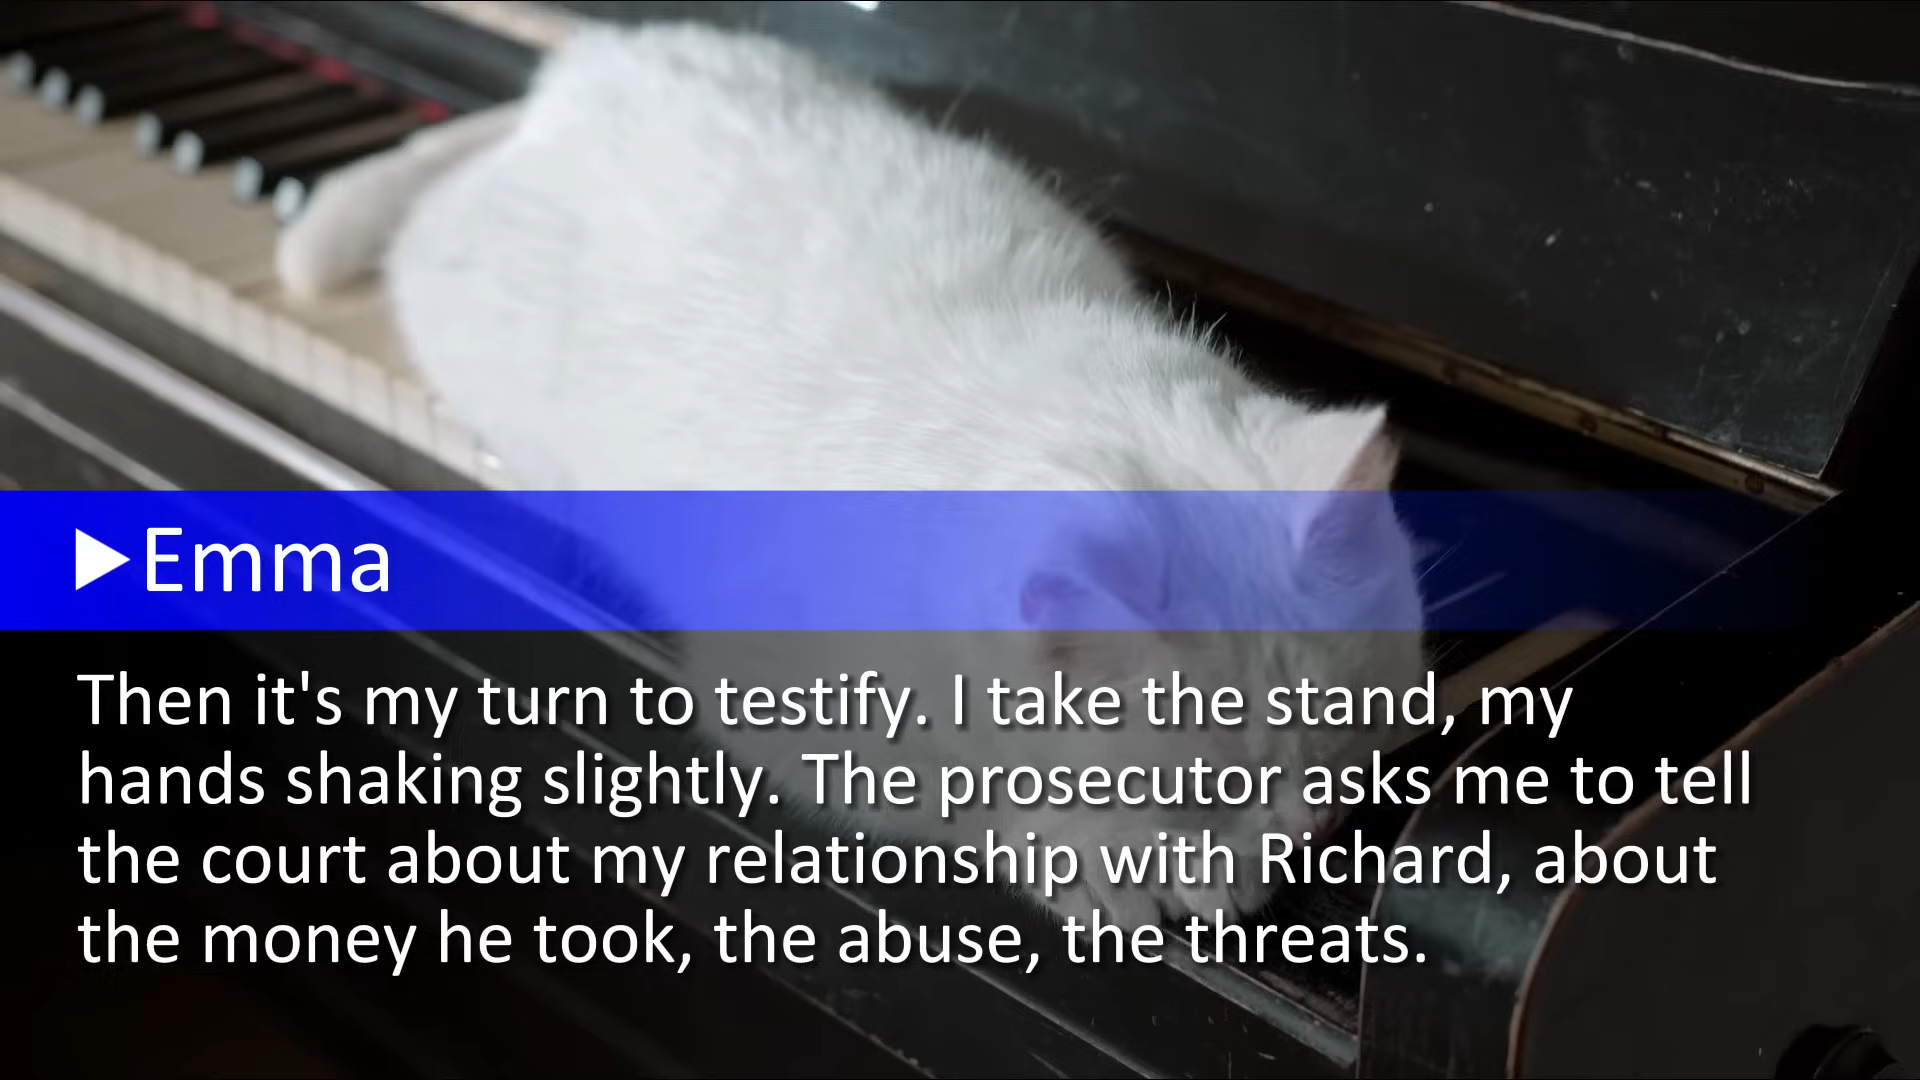 Emma
Then it's my turn to testify. I take the stand, my
hands shaking slightly. The prosecutor asks me to tell
the court about my relationship with Richard, about
the money he took, the abuse, the threats.